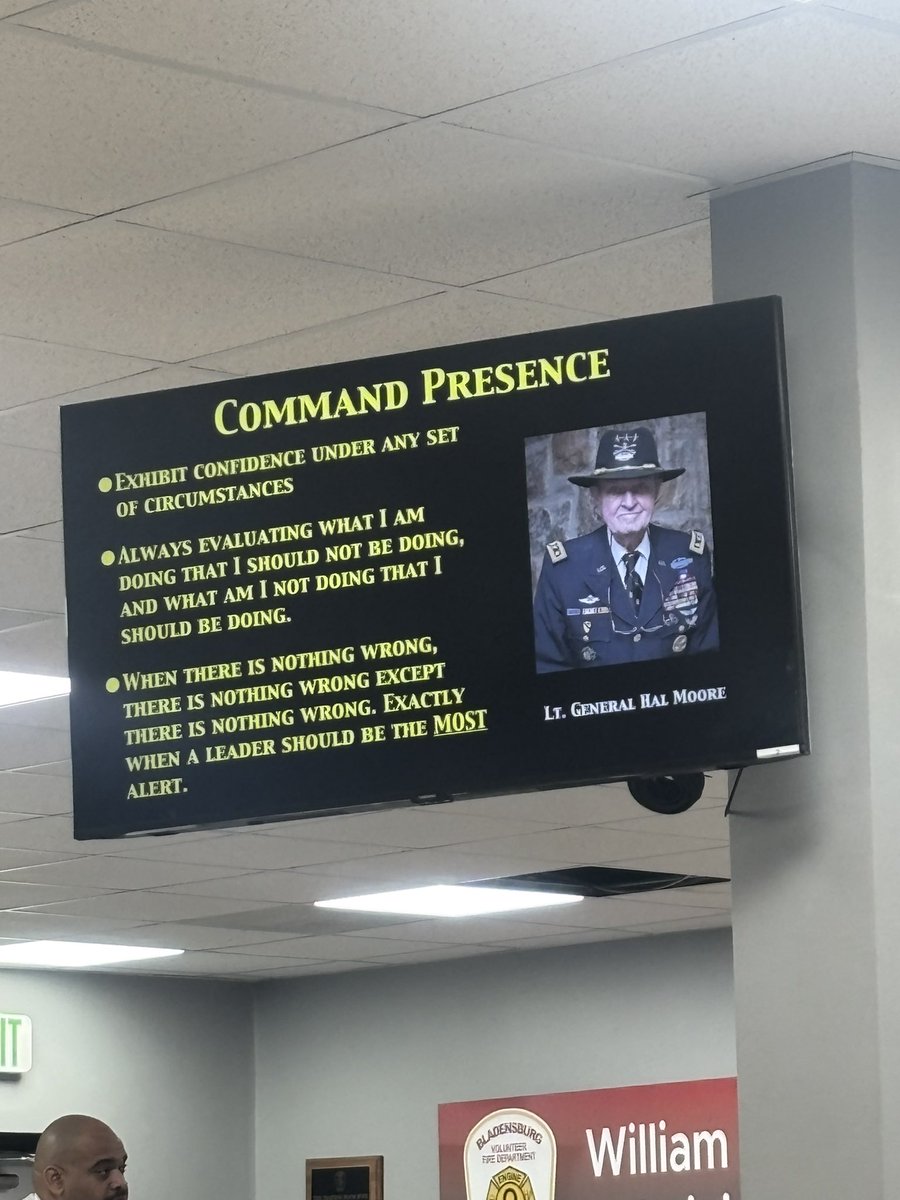 Command Presence
Exhibit confidence under any set
of circumstances
Always evaluating what I am
doing that I should not be doing,
and what am I not doing that I
should be doing.
When there is nothing wrong,
there is nothing wrong except
there is nothing wrong. Exactly
when a leader should be the MOST
alert.
Lt. General Hal Moore
IT
BLADENSBURG
VOLUNTEER
FIRE DEPARTMENT
ENGINE
William